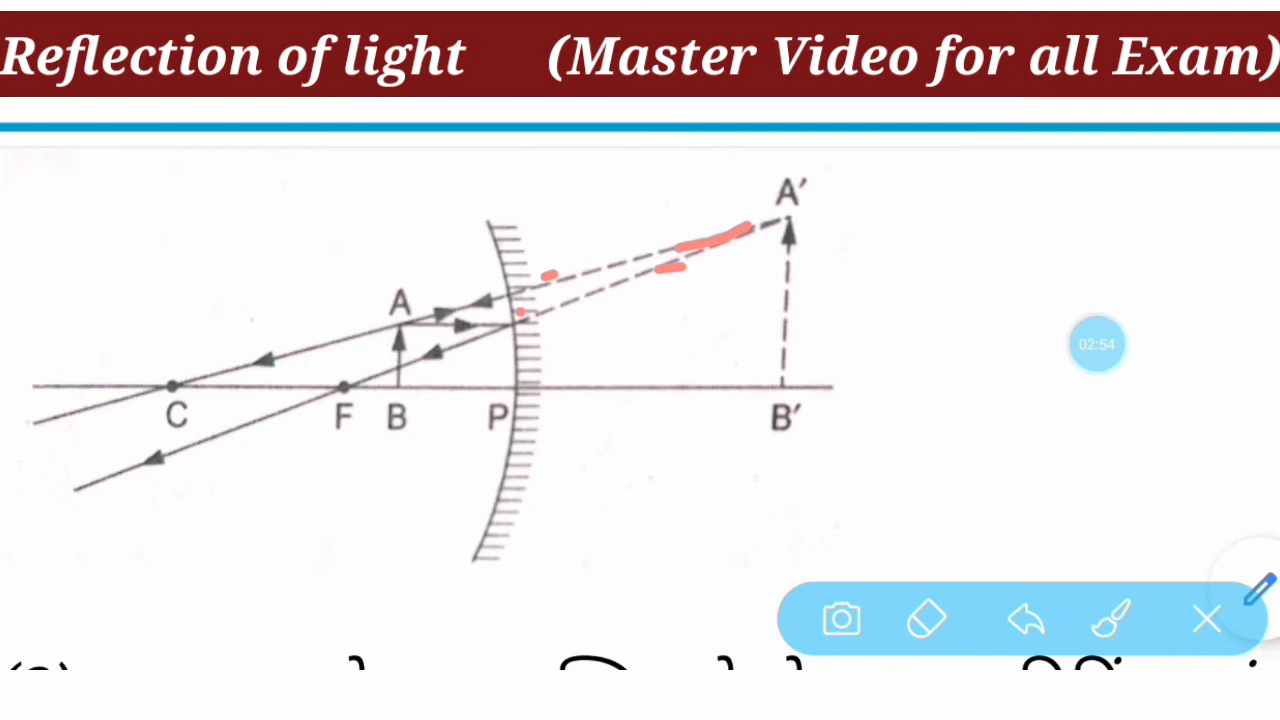 Reflection of light (Master Video for all Exam)
A′
A
02:54
C F B P B′